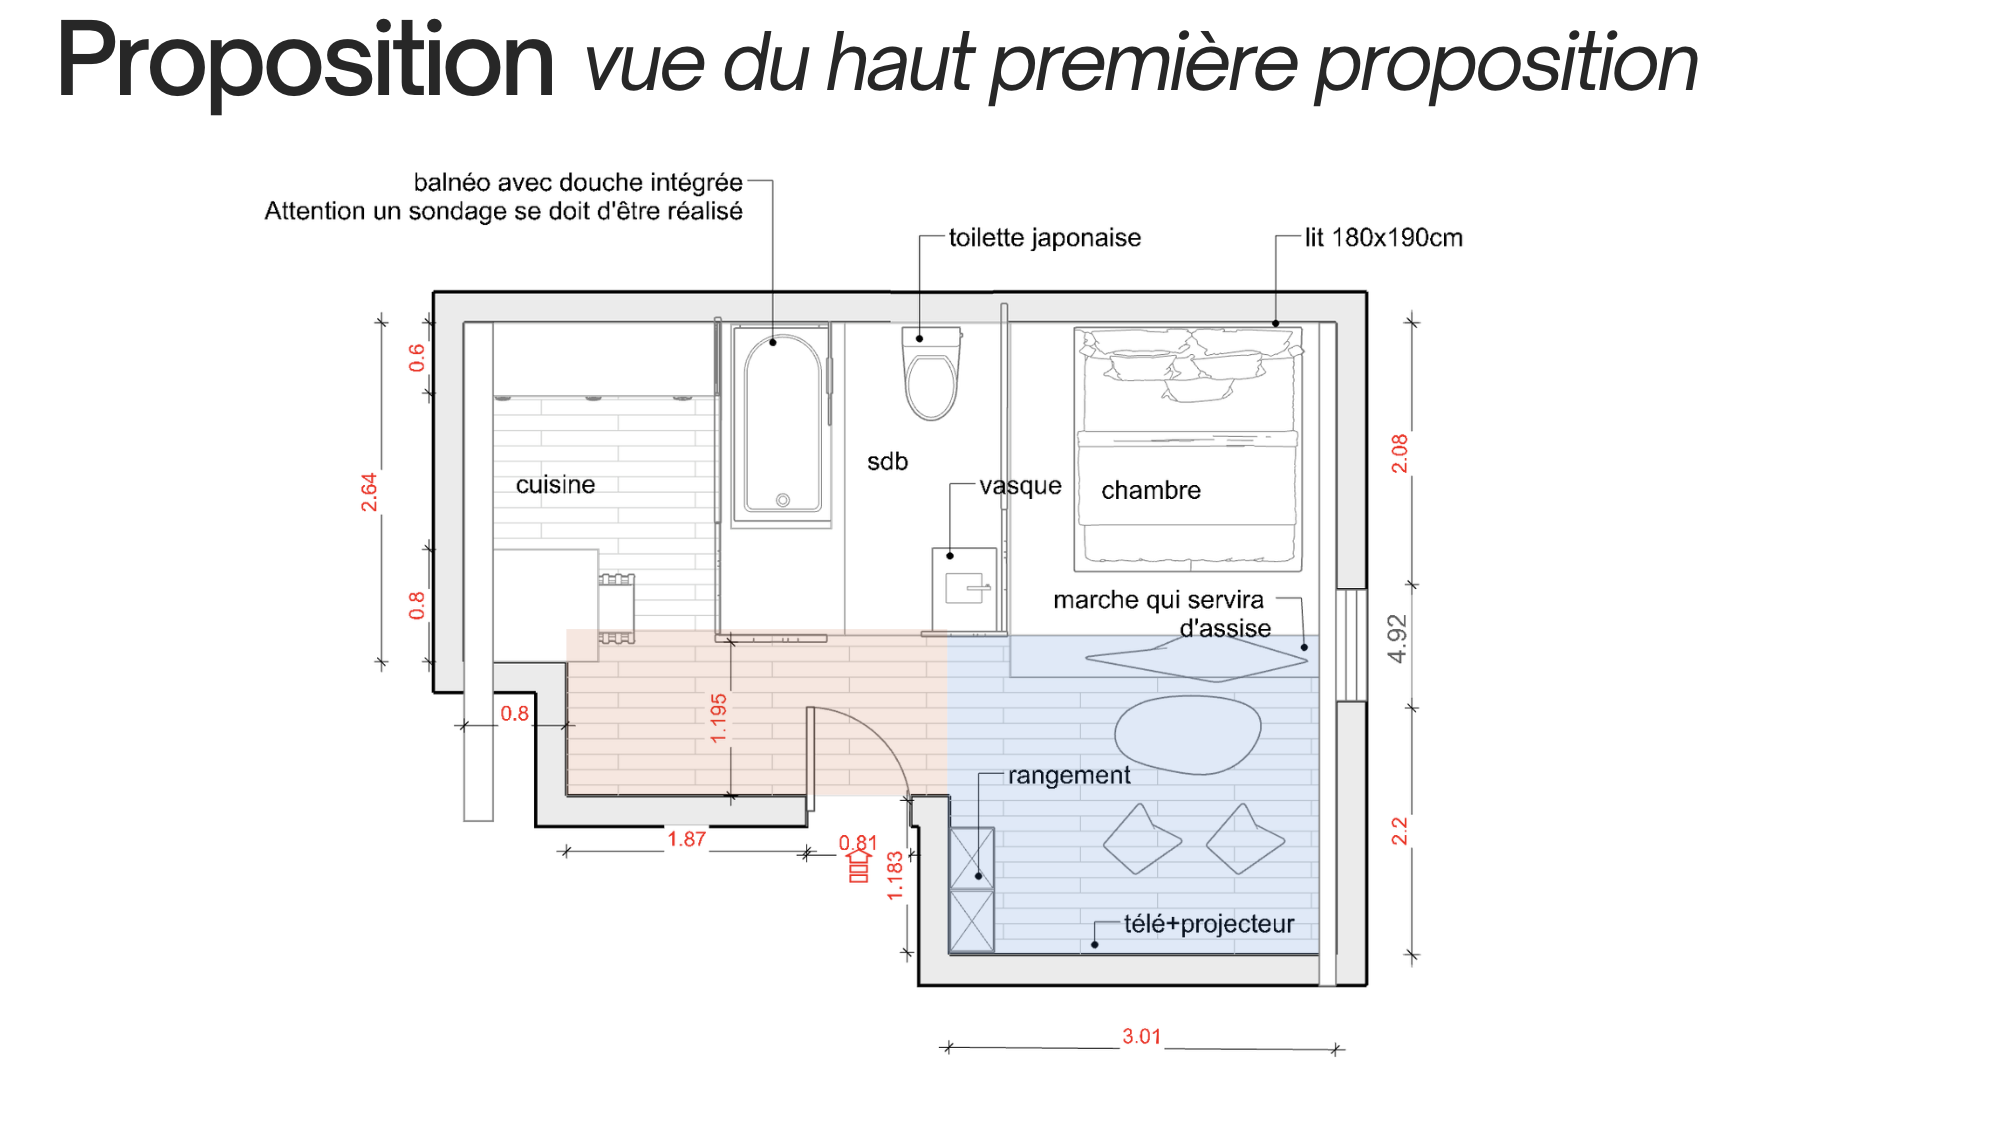 Proposition vue du haut première proposition
balnéo avec douche intégrée
Attention un sondage se doit d'être réalisé
toilette japonaise
lit 180x190cm
0.6
2.64
0.8
cuisine
sdb
vasque
chambre
2.08
marche qui servira
d'assise
4.92
0.8
1.195
rangement
1.87
0.81
1.183
2.2
télé+projecteur
3.01